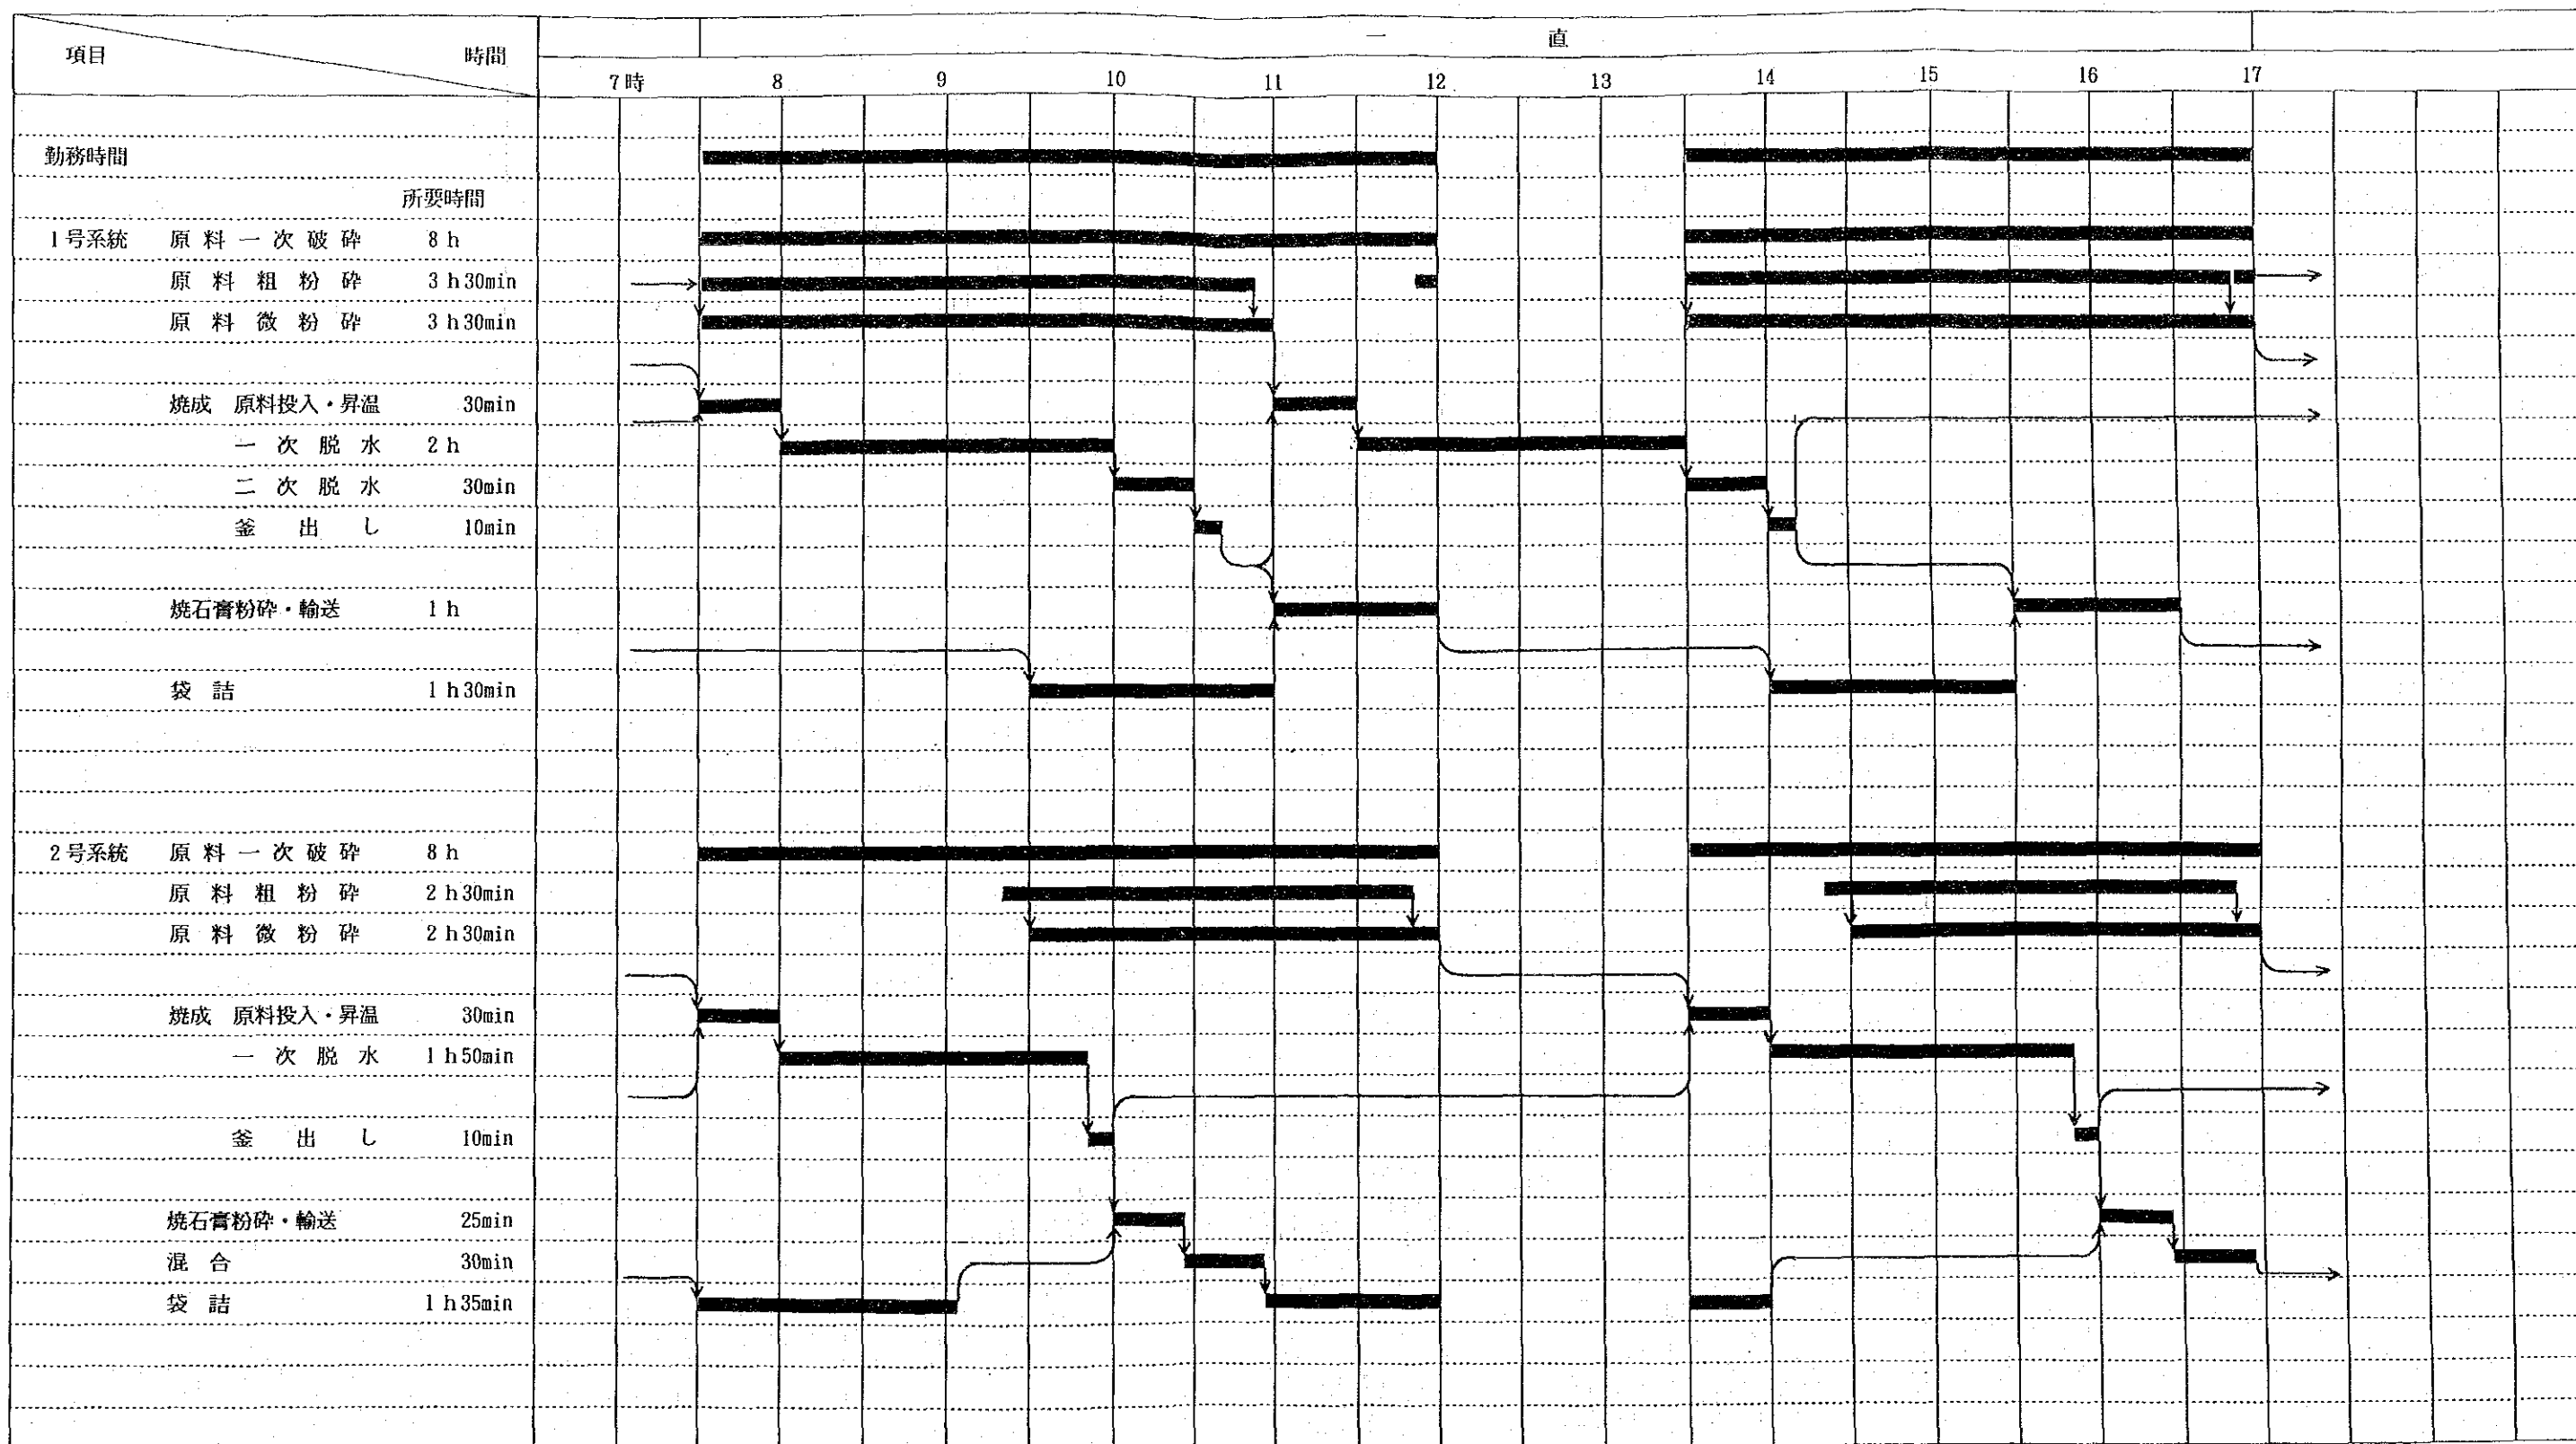 一 直
項目 時間
7時 8 9 10 11 12 13 14 15 16 17
勤務時間
所要時間
1号系統 原料一次破砕 8h
原料粗粉砕 3h30min
原料微粉砕 3h30min
焼成 原料投入・昇温 30min
一次脱水 2h
二次脱水 30min
釜出し 10min
焼石膏粉砕・輸送 1h
袋詰 1h30min
2号系統 原料一次破砕 8h
原料粗粉砕 2h30min
原料微粉砕 2h30min
焼成 原料投入・昇温 30min
一次脱水 1h50min
釜出し 10min
焼石膏粉砕・輸送 25min
混合 30min
袋詰 1h35min